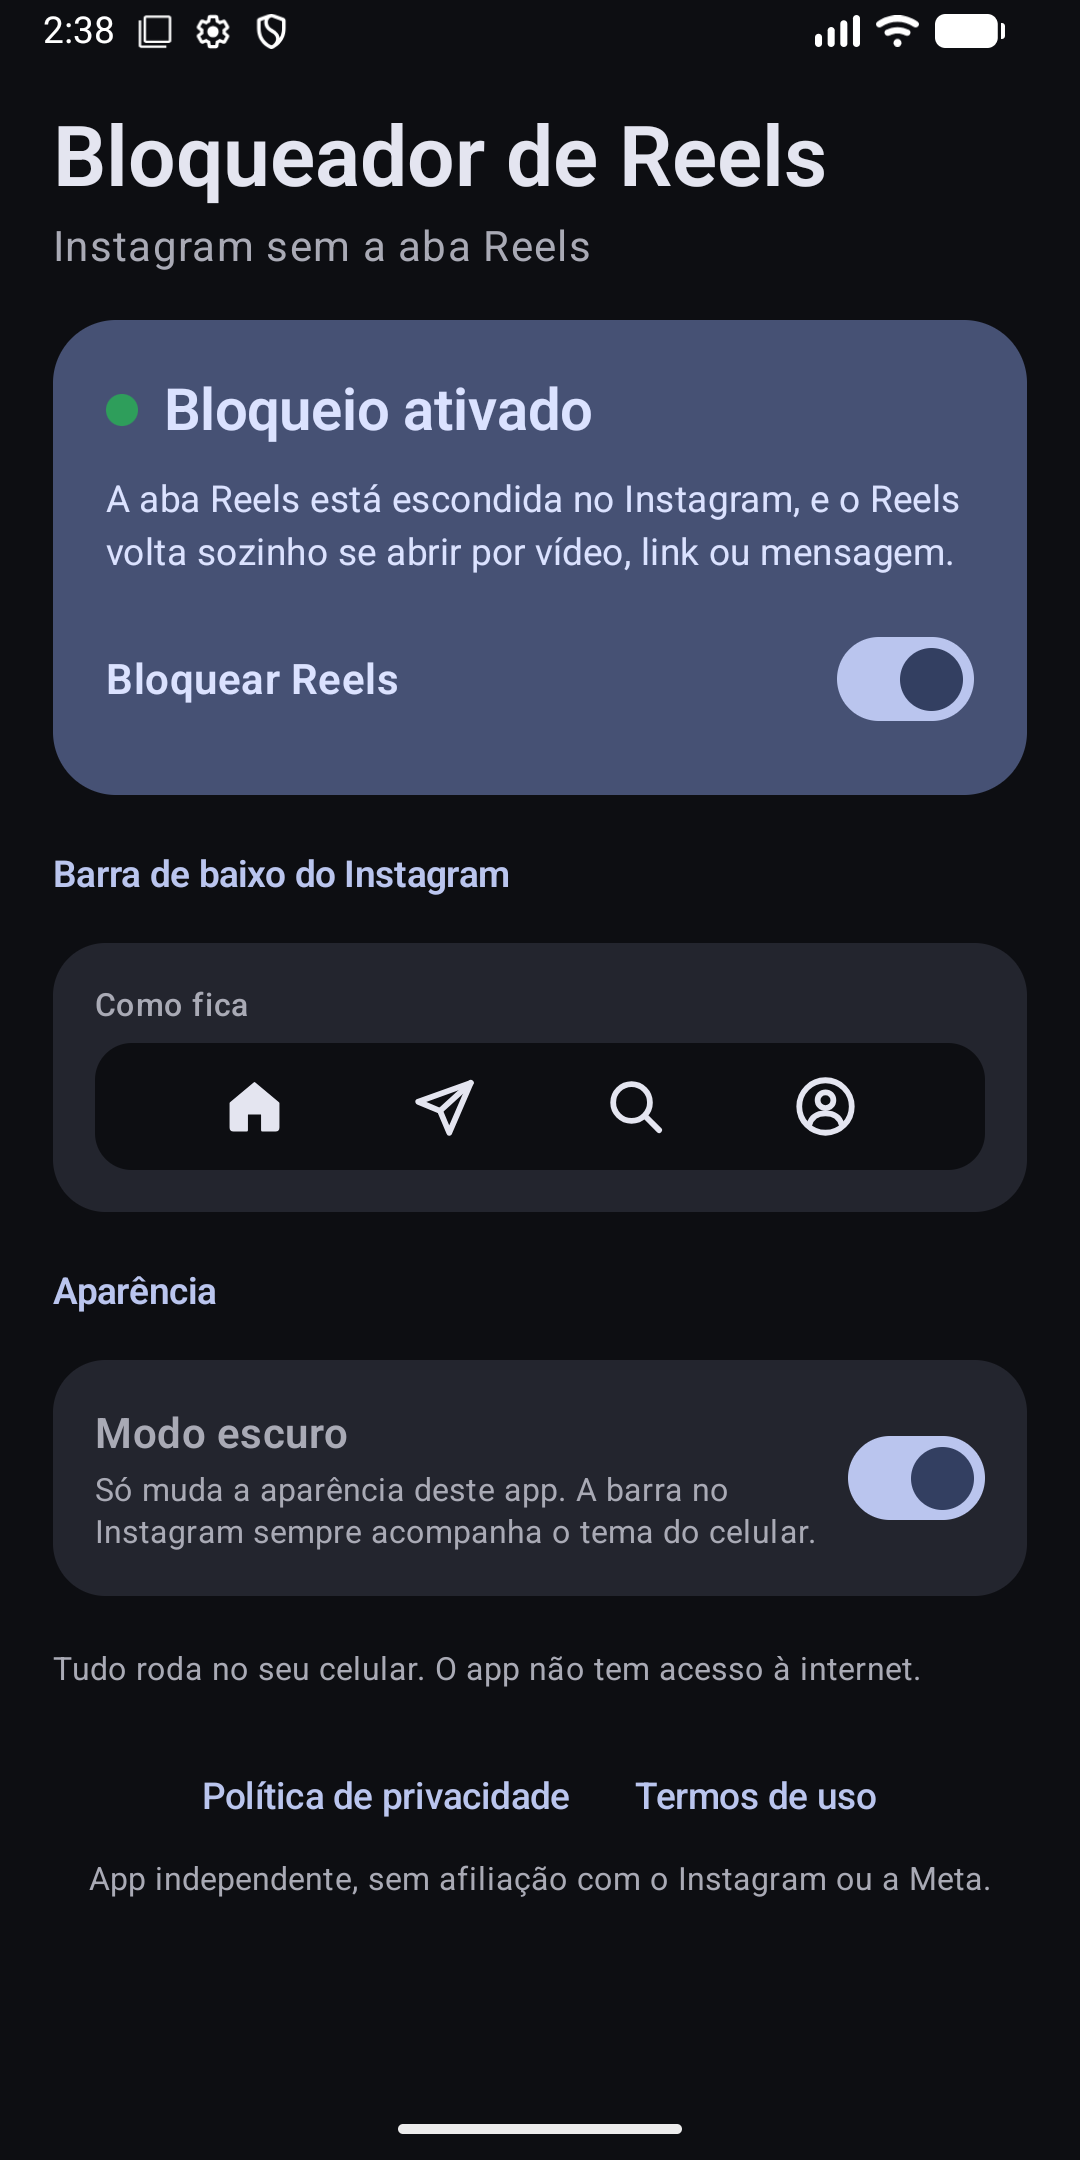 2:38
Bloqueador de Reels
Instagram sem a aba Reels
Bloqueio ativado
A aba Reels está escondida no Instagram, e o Reels
volta sozinho se abrir por vídeo, link ou mensagem.
Bloquear Reels
Barra de baixo do Instagram
Como fica
Aparência
Modo escuro
Só muda a aparência deste app. A barra no
Instagram sempre acompanha o tema do celular.
Tudo roda no seu celular. O app não tem acesso à internet.
Política de privacidade Termos de uso
App independente, sem afiliação com o Instagram ou a Meta.